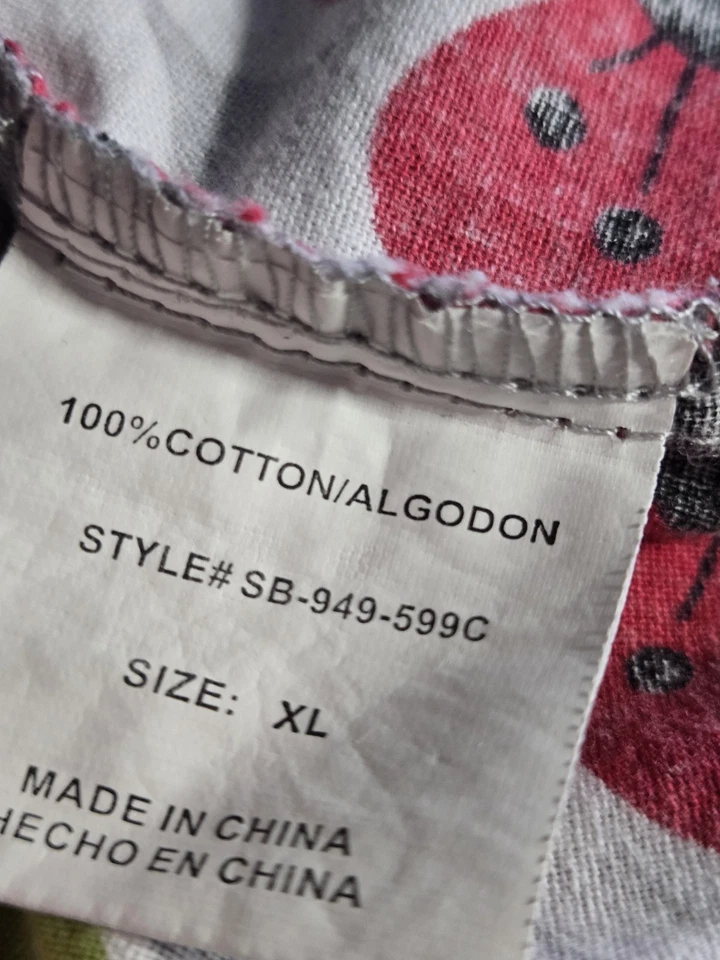 100%COTTON/ALGODON
STYLE# SB-949-599C
SIZE: XL
MADE IN CHINA
HECHO EN CHINA